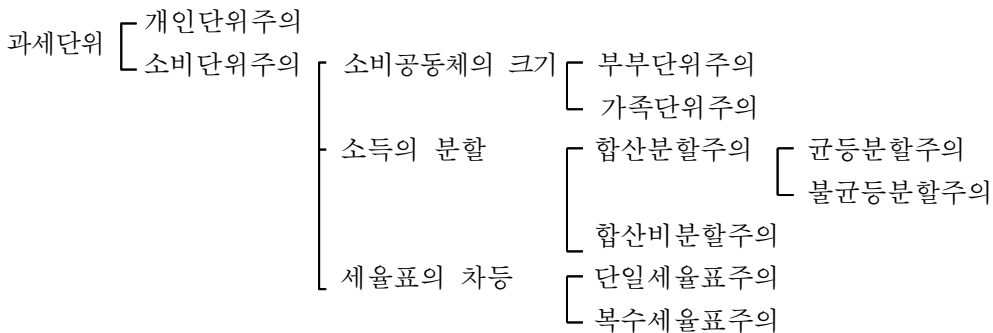 개인단위주의
과세단위
소비단위주의 소비공동체의 크기 부부단위주의
가족단위주의
소득의 분할 합산분할주의 균등분할주의
불균등분할주의
합산비분할주의
세율표의 차등 단일세율표주의
복수세율표주의